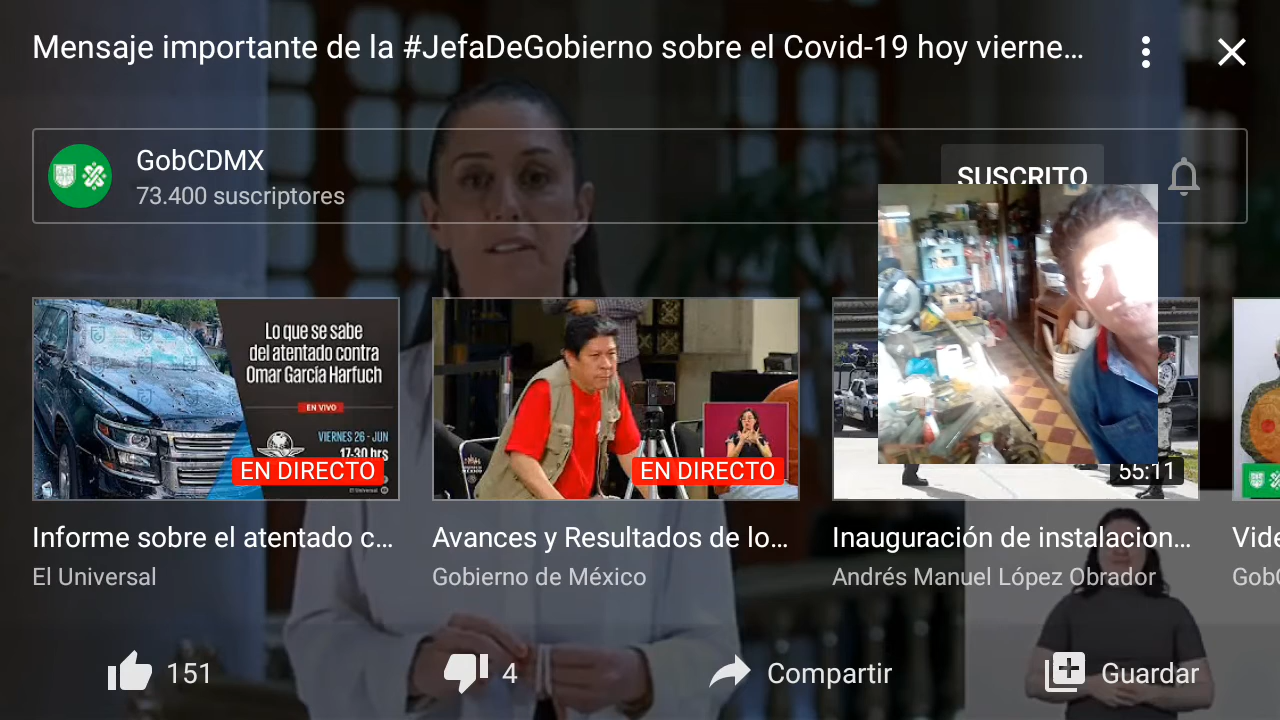 Mensaje importante de la #JefaDeGobierno sobre el Covid-19 hoy vierne...
GobCDMX
73.400 suscriptores
SUSCRITO
Lo que se sabe
del atentado contra
Omar García Harfuch
EN VIVO
VIERNES 26 - JUN
17:30 hrs
El Universal
EN DIRECTO
EN DIRECTO
55:11
Informe sobre el atentado c...
Avances y Resultados de lo...
Inauguración de instalacion...
Vide
El Universal
Gobierno de México
Andrés Manuel López Obrador
GobC
151
4
Compartir
Guardar